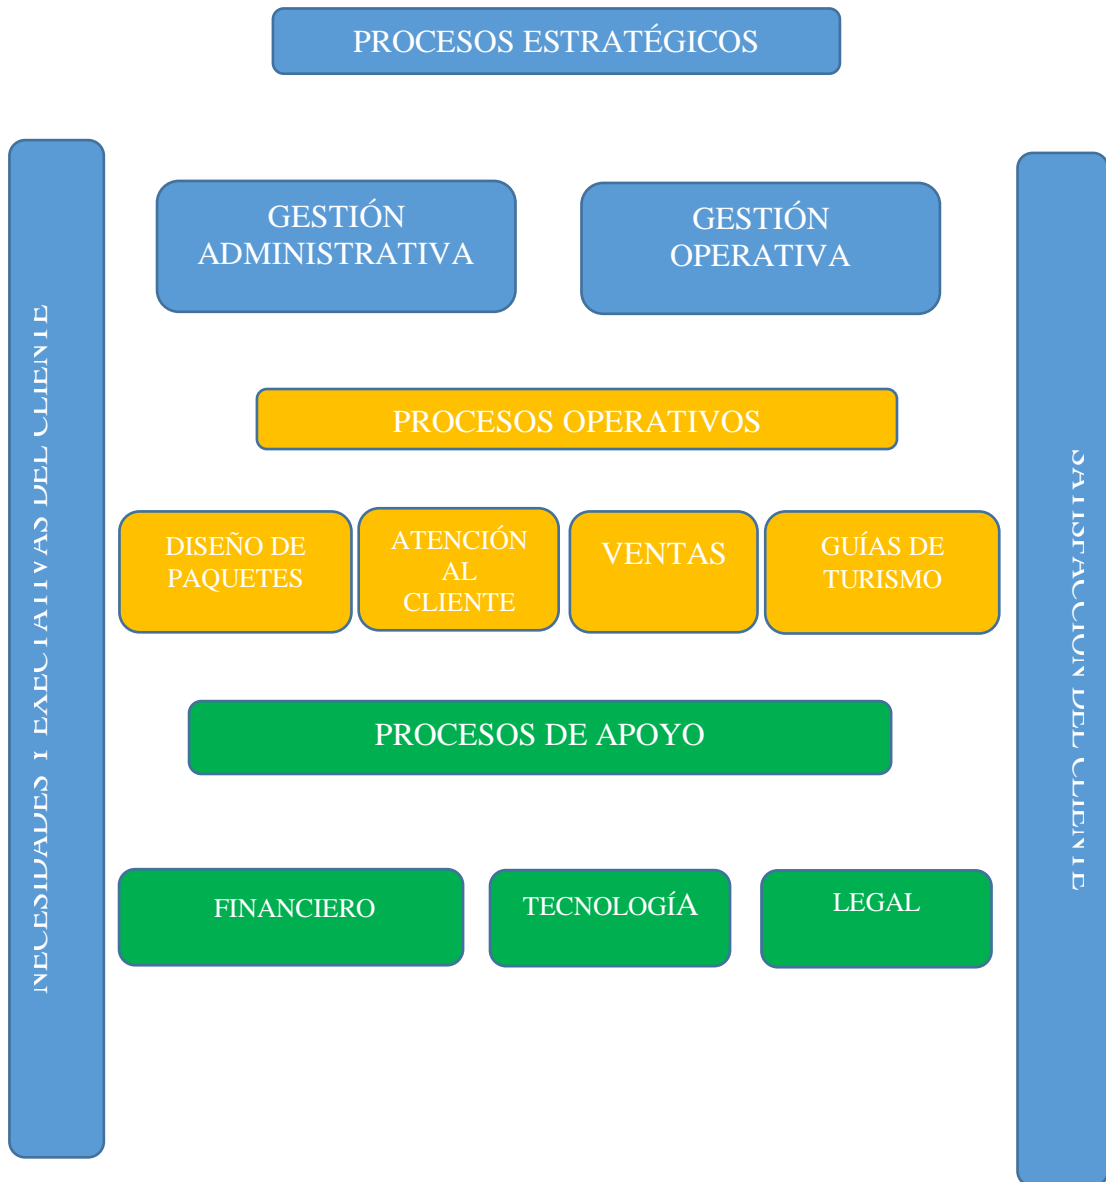 PROCESOS ESTRATÉGICOS
GESTIÓN
ADMINISTRATIVA
GESTIÓN
OPERATIVA
NECESIDADES Y EXECTATIVAS DEL CLIENTE
SATISFACCIÓN DEL CLIENTE
PROCESOS OPERATIVOS
DISEÑO DE
PAQUETES
ATENCIÓN
AL
CLIENTE
VENTAS
GUÍAS DE
TURISMO
PROCESOS DE APOYO
FINANCIERO
TECNOLOGÍA
LEGAL